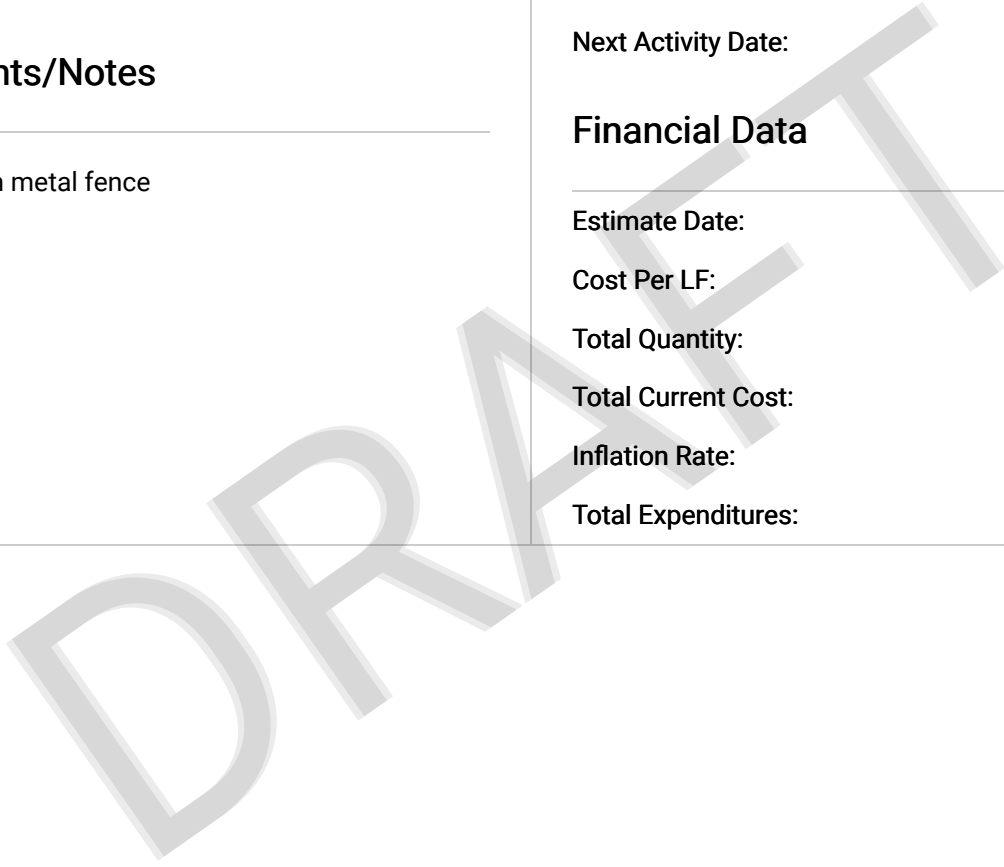 nts/Notes
metal fence
Next Activity Date:
Financial Data
Estimate Date:
Cost Per LF:
Total Quantity:
Total Current Cost:
Inflation Rate:
Total Expenditures:
DRAFT